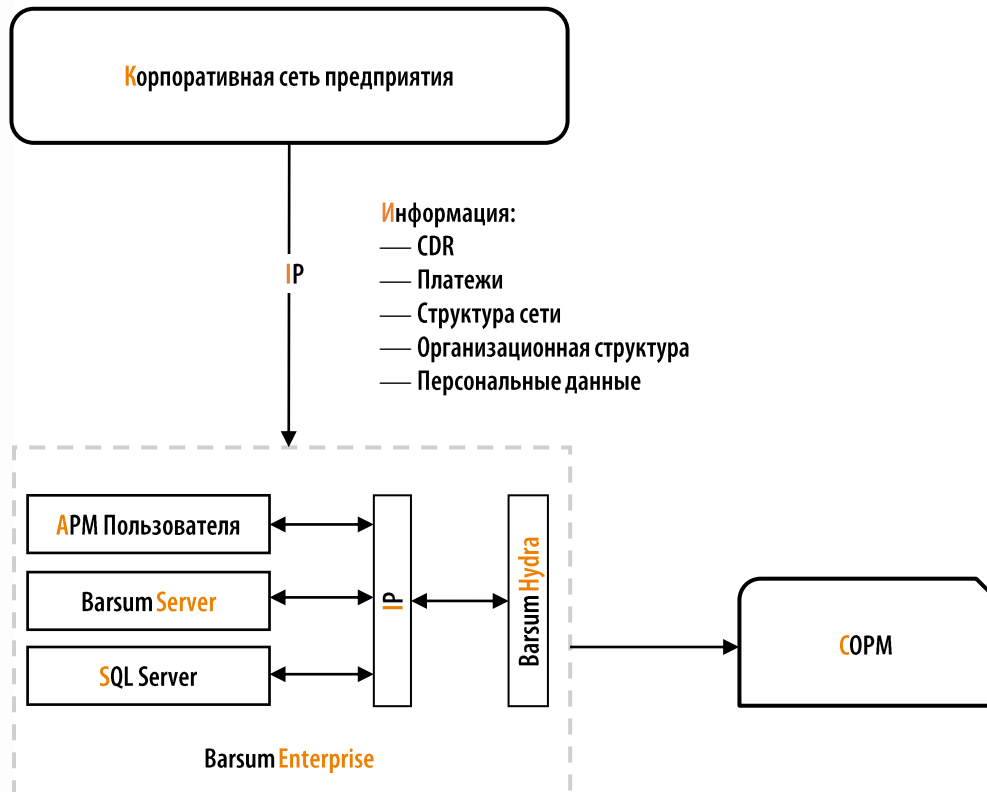 Корпоративная сеть предприятия
Информация:
— CDR
IP
— Платежи
— Структура сети
— Организационная структура
— Персональные данные
АРМ Пользователя
Barsum Server
SQL Server
IP
Barsum Hydra
СОРМ
Barsum Enterprise